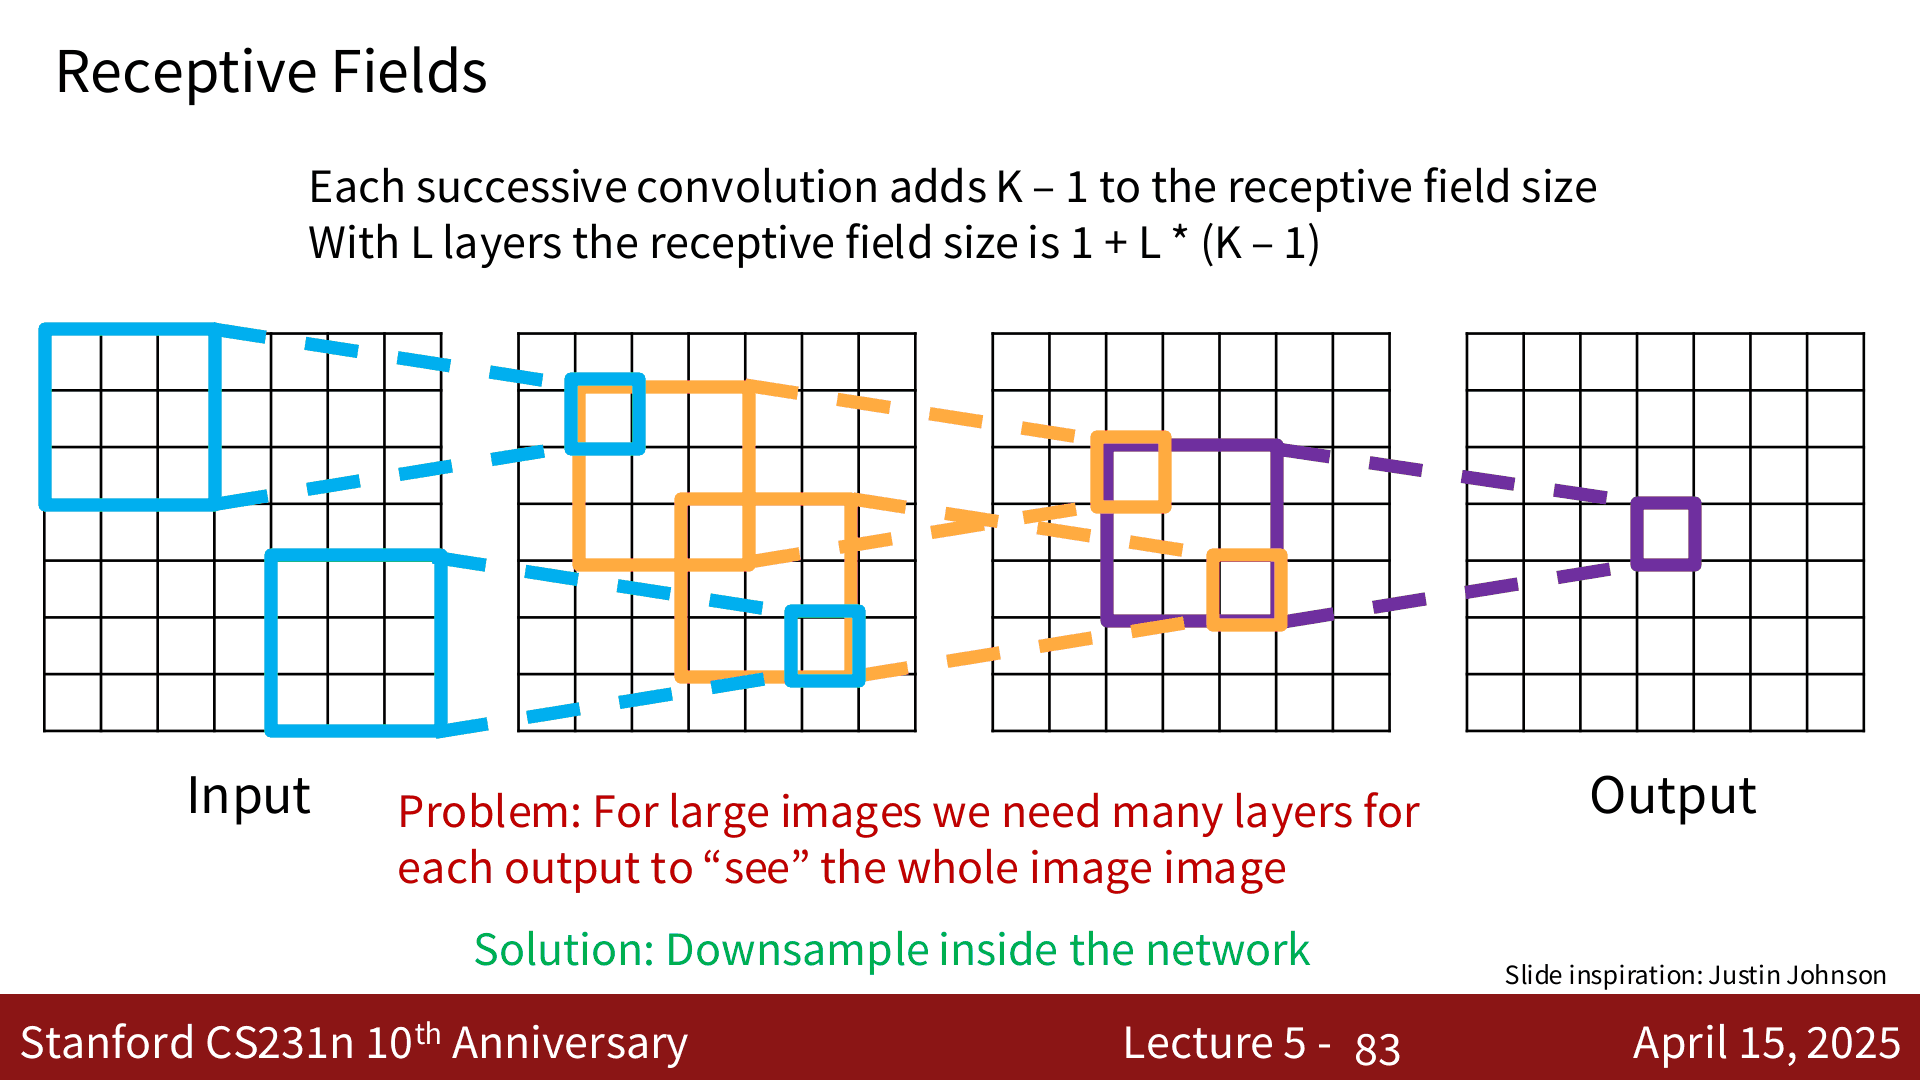 Receptive Fields
Each successive convolution adds K – 1 to the receptive field size
With L layers the receptive field size is 1 + L * (K – 1)
Input
Output
Problem: For large images we need many layers for
each output to “see” the whole image image
Solution: Downsample inside the network
Slide inspiration: Justin Johnson
Stanford CS231n 10th Anniversary
Lecture 5 - 83
April 15, 2025